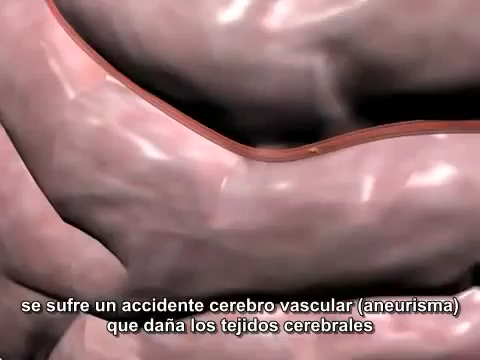 se sufre un accidente cerebro vascular (aneurisma)
que daña los tejidos cerebrales